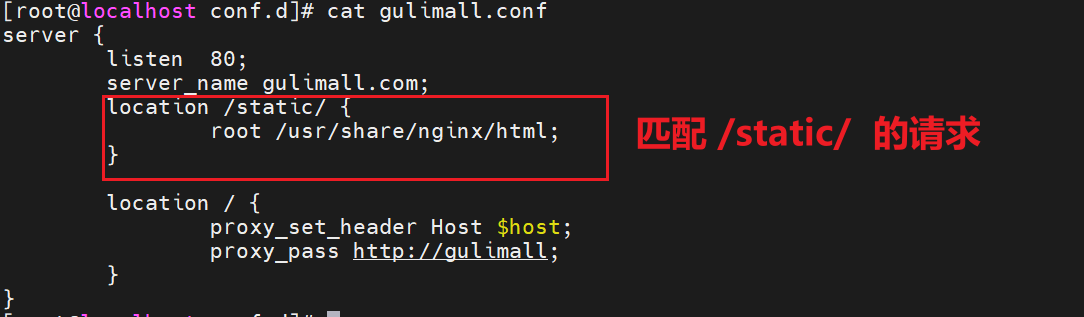 [root@localhost conf.d]# cat gulimall.conf
server {
listen  80;
server_name gulimall.com;
location /static/ {
root /usr/share/nginx/html;
}
匹配 /static/ 的请求
location / {
proxy_set_header Host $host;
proxy_pass http://gulimall;
}
}